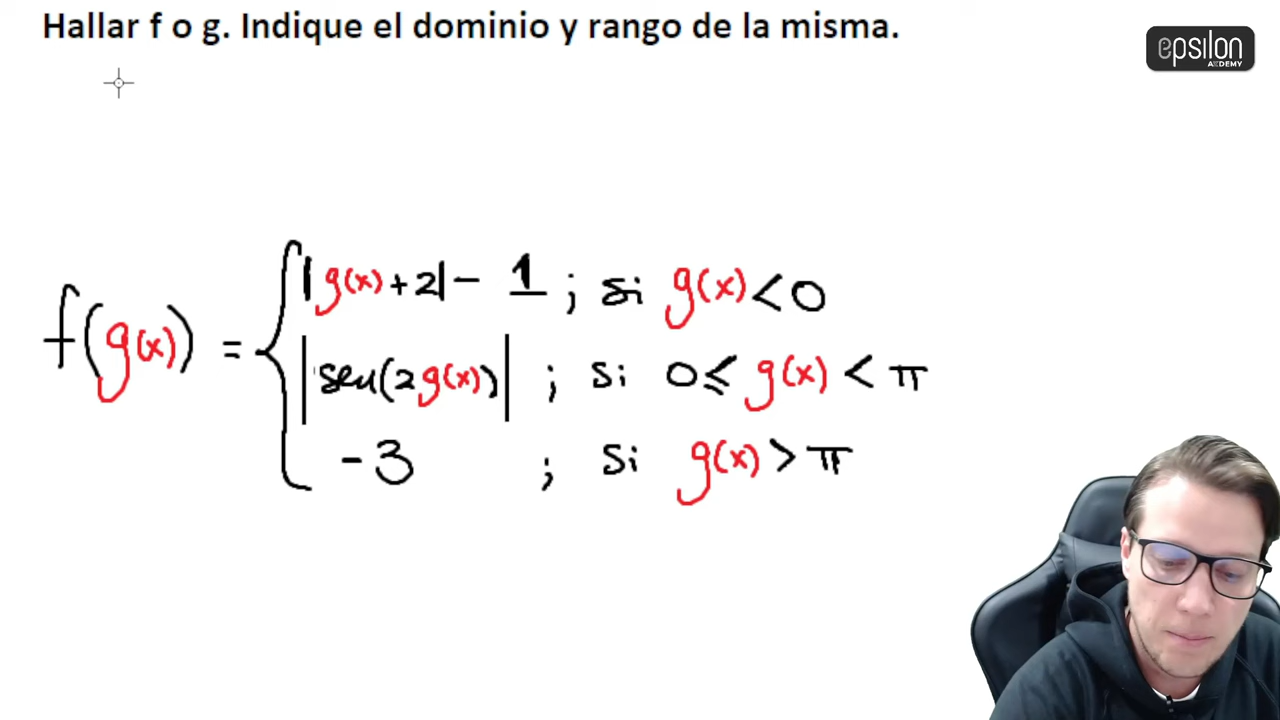 Hallar f o g. Indique el dominio y rango de la misma.
epsilon
AXDEMY
f(g(x)) = { |g(x)+2| - 1 ; si g(x) < 0
|sen(2g(x))| ; si 0 ≤ g(x) < π
-3 ; si g(x) > π